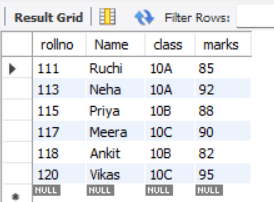 Result Grid Filter Rows:
rollno Name class marks
111 Ruchi 10A 85
113 Neha 10A 92
115 Priya 10B 88
117 Meera 10C 90
118 Ankit 10B 82
120 Vikas 10C 95
NULL NULL NULL NULL